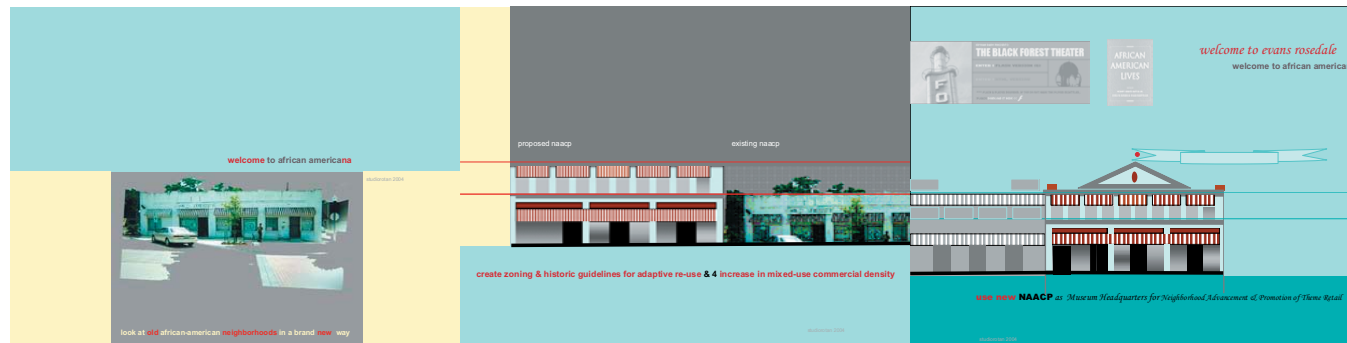 welcome to african americana
studiorston 2004
look at old african-american neighborhoods in a brand new way
proposed naacp
existing naacp
create zoning & historic guidelines for adaptive re-use & 4 increase in mixed-use commercial density
THE BLACK FOREST THEATER
AFRICAN
AMERICAN
LIVES
welcome to evans rosedale
welcome to african america
use new NAACP as Museum Headquarters for Neighborhood Advancement & Promotion of Theme Retail